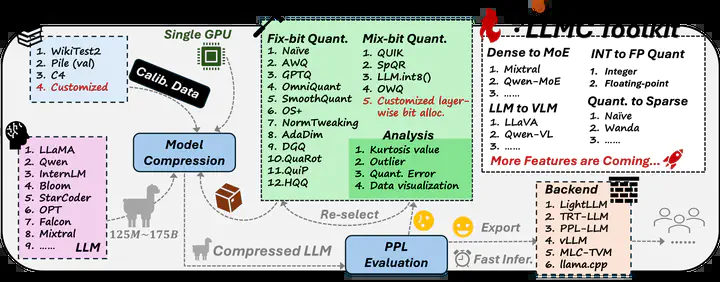 LLMC Toolkit
1. WikiTest2
2. Pile (val)
3. C4
4. Customized
Calib. Data
Single GPU
Model
Compression
1. LLaMA
2. Qwen
3. InternLM
4. Bloom
5. StarCoder
6. OPT
7. Falcon
8. Mixtral
9. ......
LLM
125M~175B
Fix-bit Quant.
1. Naïve
2. AWQ
3. GPTQ
4. OmniQuant
5. SmoothQuant
6. OS+
7. NormTweaking
8. AdaDim
9. DGQ
10.QuaRot
11.QuiP
12.HQQ
Mix-bit Quant.
1. QUIK
2. SpQR
3. LLM.int8()
4. OWQ
5. Customized layer-
wise bit alloc.
Analysis
1. Kurtosis value
2. Outlier
3. Quant. Error
4. Data visualization
Dense to MoE
1. Mixtral
2. Qwen-MoE
3. ......
LLM to VLM
1. LLaVA
2. Qwen-VL
3. ......
INT to FP Quant
1. Integer
2. Floating-point
Quant. to Sparse
1. Naïve
2. Wanda
3. ......
More Features are Coming...
Re-select
Compressed LLM
PPL
Evaluation
Export
Fast Infer.
Backend
1. LightLLM
2. TRT-LLM
3. PPL-LLM
4. vLLM
5. MLC-TVM
6. llama.cpp
......